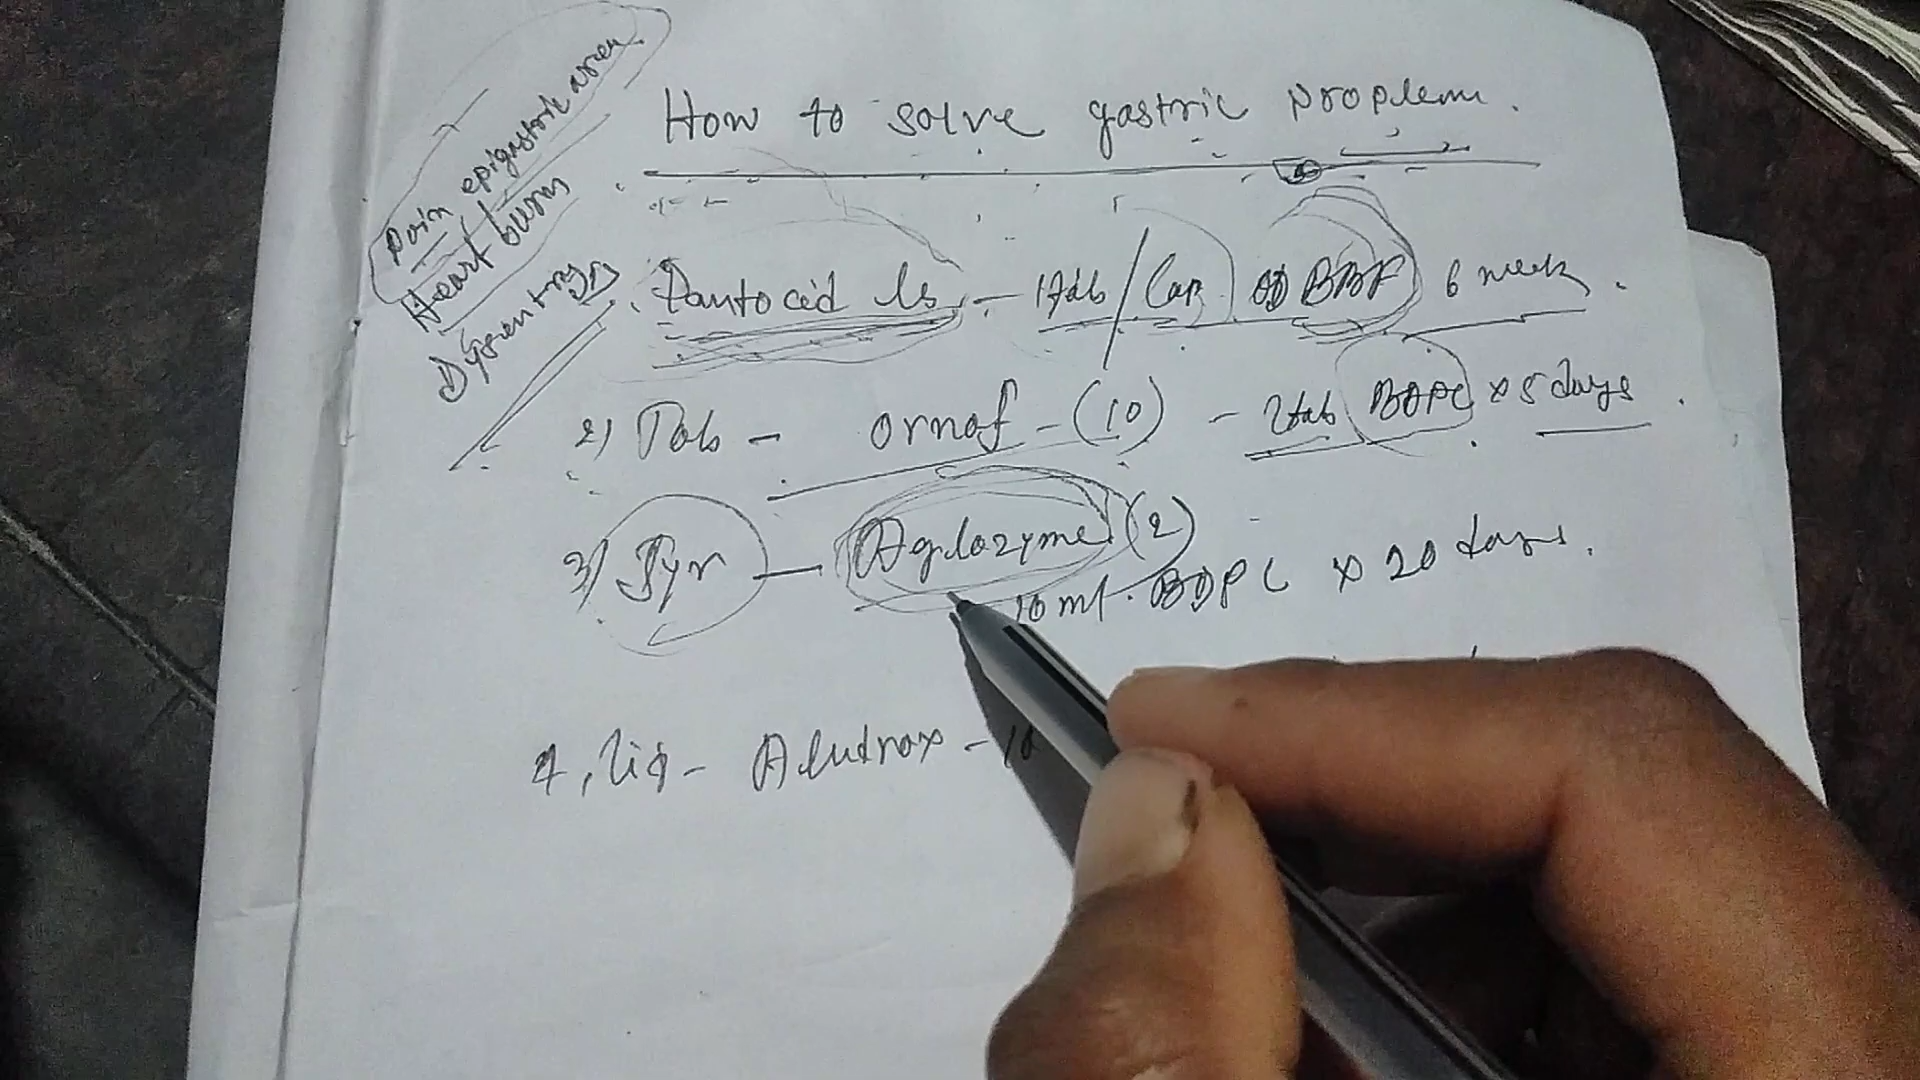 Pain epigastric area
Heart burn
Dysentry
How to solve gastric proplem.
Pantocid ls - 1 tab/Cap OD BBF 6 week.
2) Tab - ornof - (10) - 1 tab BDPC x 5 days.
3) Syr - Aglozyme (2)
10 ml. BDPC x 20 days.
4, liq - Aludrox - 10